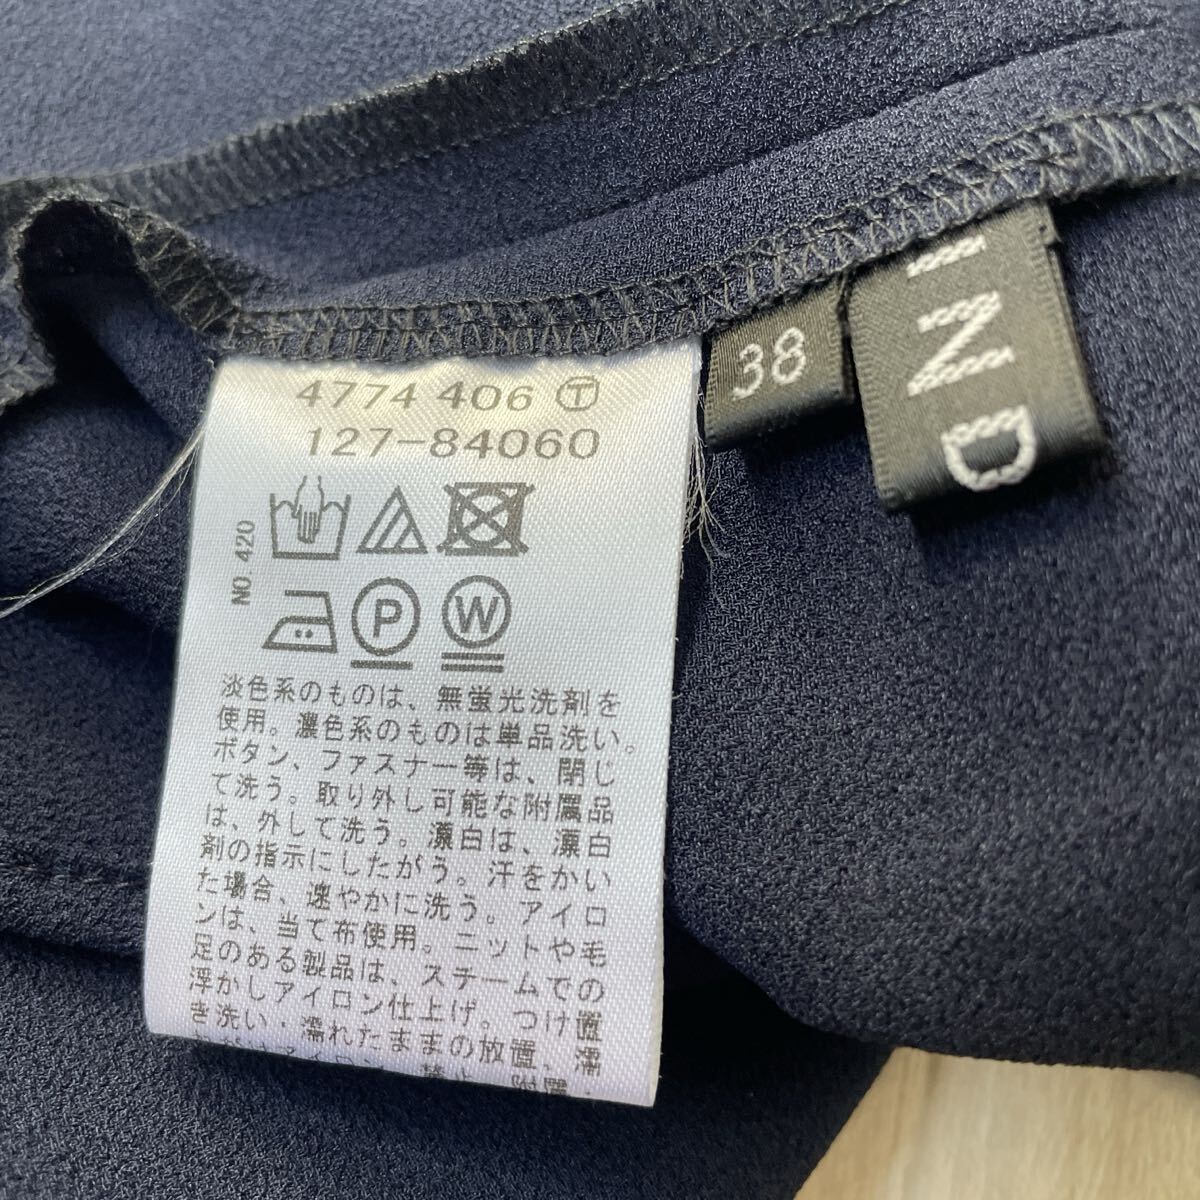 4774 406 Ⓣ
127-84060
NO. 420
P W
淡色系のものは、無蛍光洗剤を
使用。濃色系のものは単品洗い。
ボタン、ファスナー等は、閉じ
て洗う。取り外し可能な附属品
は、外して洗う。漂白は、漂白
剤の指示にしたがう。汗をかい
た場合、速やかに洗う。アイロ
ンは、当て布使用。ニットや毛
足のある製品は、スチームでの
浮かしアイロン仕上げ。つけ置
き洗い・濡れたままの放置、濡
38
IND